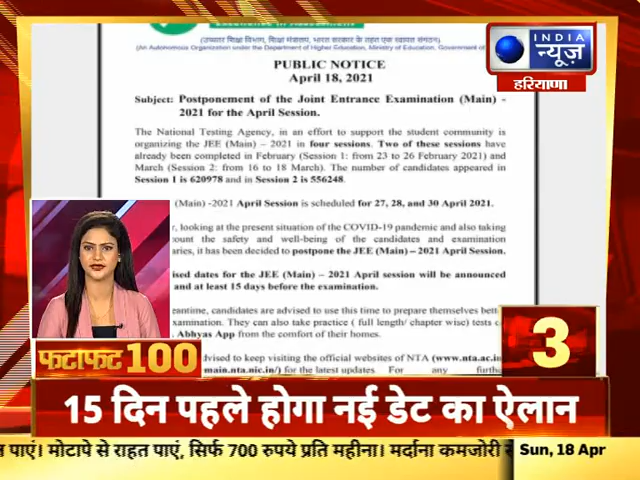 (उच्चतर शिक्षा विभाग, शिक्षा मंत्रालय, भारत सरकार के तहत एक स्वायत्त संगठन)
(An Autonomous Organization under the Department of Higher Education, Ministry of Education, Government of
INDIA
न्यूज़
हरियाणा
PUBLIC NOTICE
April 18, 2021
Subject: Postponement of the Joint Entrance Examination (Main) -
2021 for the April Session.
The National Testing Agency, in an effort to support the student community is
organizing the JEE (Main) – 2021 in four sessions. Two of these sessions have
already been completed in February (Session 1: from 23 to 26 February 2021) and
March (Session 2: from 16 to 18 March). The number of candidates appeared in
Session 1 is 620978 and in Session 2 is 556248.
(Main) -2021 April Session is scheduled for 27, 28, and 30 April 2021.
, looking at the present situation of the COVID-19 pandemic and also taking
ount the safety and well-being of the candidates and examination
aries, it has been decided to postpone the JEE (Main) – 2021 April Session.
ised dates for the JEE (Main) – 2021 April session will be announced
and at least 15 days before the examination.
eantime, candidates are advised to use this time to prepare themselves bette
xamination. They can also take practice ( full length/ chapter wise) tests o
. Abhyas App from the comfort of their homes.
dvised to keep visiting the official websites of NTA (www.nta.ac.in
main.nta.nic.in/) for the latest updates. For any furthe
फटाफट 100
3
15 दिन पहले होगा नई डेट का ऐलान
त पाएं। मोटापे से राहत पाएं, सिर्फ 700 रुपये प्रति महीना। मर्दाना कमजोरी
Sun, 18 Apr